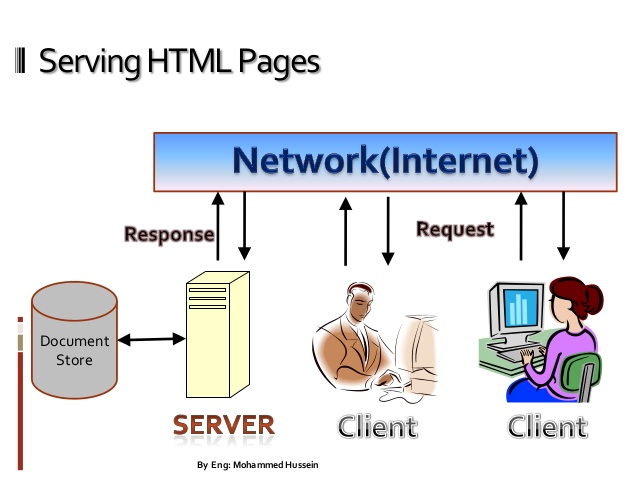 Serving HTML Pages
Network(Internet)
Response
Request
Document
Store
SERVER
Client
Client
By Eng: Mohammed Hussein